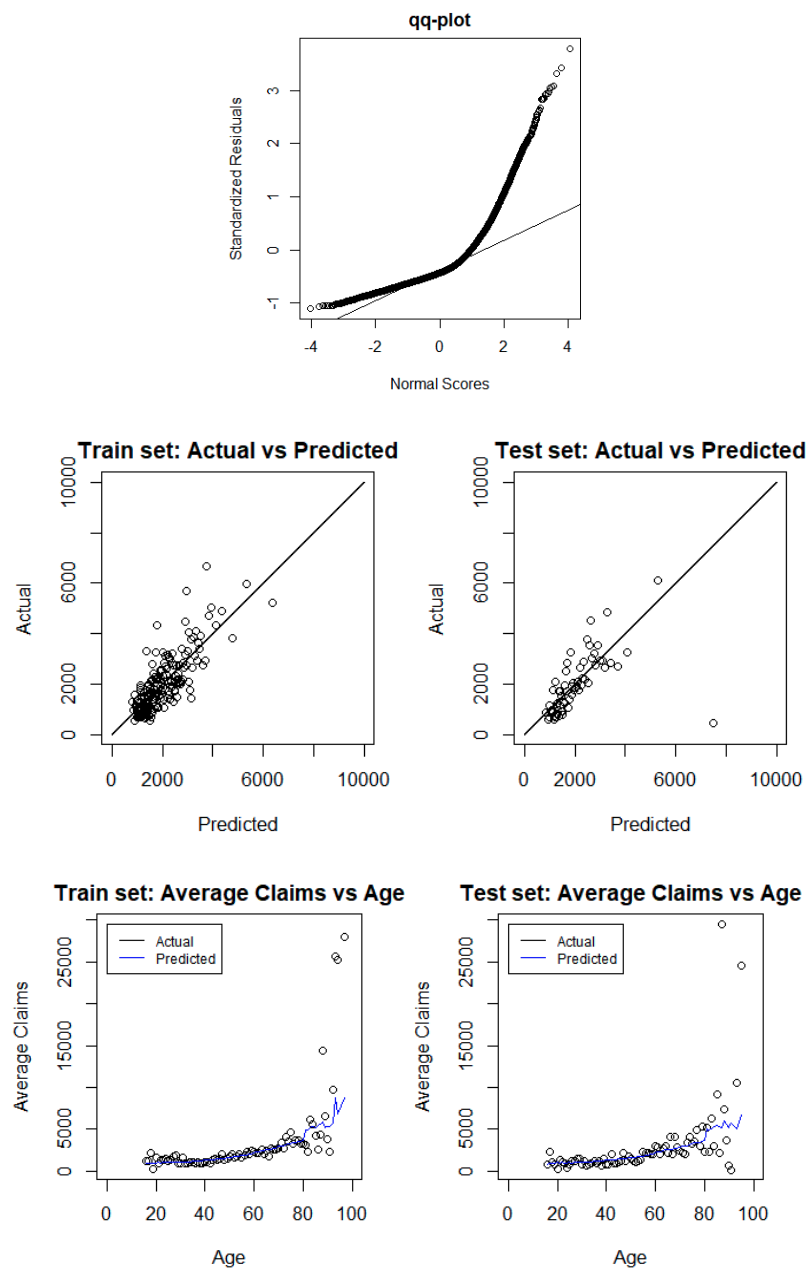 qq-plot
Standardized Residuals
3
2
1
0
-1
-4 -2 0 2 4
Normal Scores
Train set: Actual vs Predicted
Actual
10000
6000
2000
0
0 2000 6000 10000
Predicted
Test set: Actual vs Predicted
Actual
10000
6000
2000
0
0 2000 6000 10000
Predicted
Train set: Average Claims vs Age
Average Claims
25000
15000
5000
0
Actual
Predicted
0 20 40 60 80 100
Age
Test set: Average Claims vs Age
Average Claims
25000
15000
5000
0
Actual
Predicted
0 20 40 60 80 100
Age